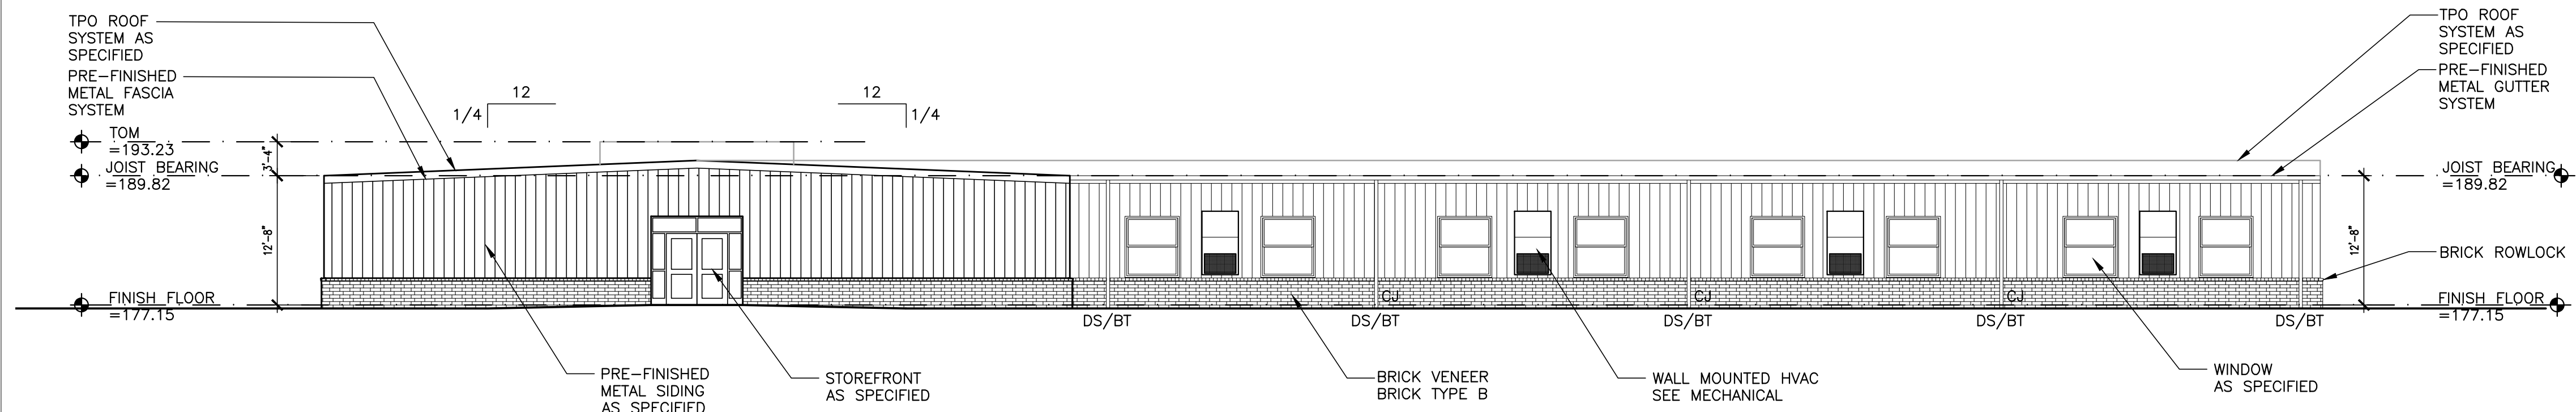 TPO ROOF
SYSTEM AS
SPECIFIED
PRE-FINISHED
METAL FASCIA
SYSTEM
12
1/4
12
1/4
TPO ROOF
SYSTEM AS
SPECIFIED
PRE-FINISHED
METAL GUTTER
SYSTEM
TOM
=193.23
3'-4"
JOIST BEARING
=189.82
JOIST BEARING
=189.82
12'-8"
12'-8"
BRICK ROWLOCK
FINISH FLOOR
=177.15
CJ
CJ
CJ
FINISH FLOOR
=177.15
DS/BT
DS/BT
DS/BT
DS/BT
DS/BT
PRE-FINISHED
METAL SIDING
AS SPECIFIED
STOREFRONT
AS SPECIFIED
BRICK VENEER
BRICK TYPE B
WALL MOUNTED HVAC
SEE MECHANICAL
WINDOW
AS SPECIFIED